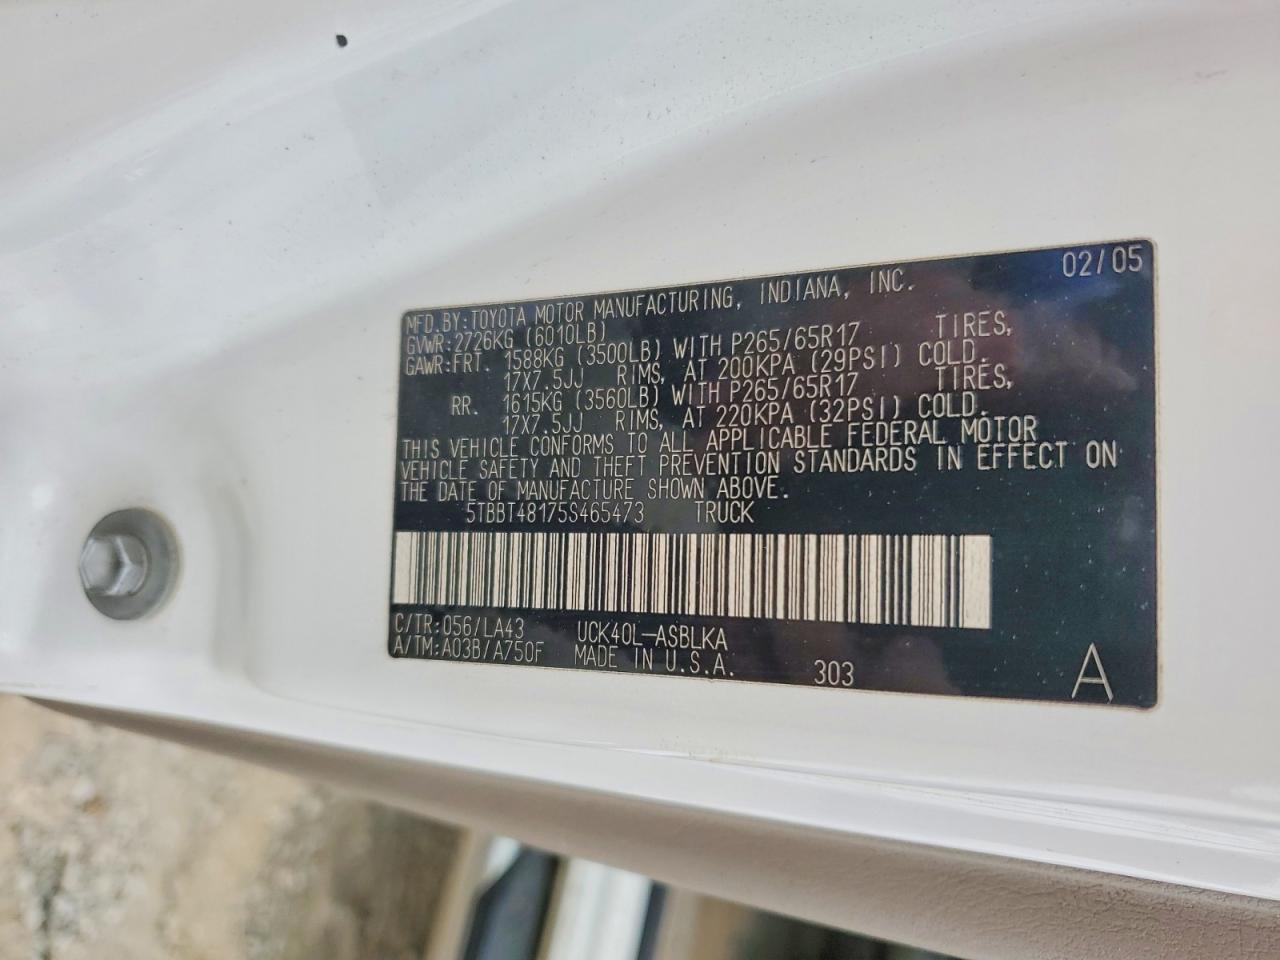 02/05
MFD.BY:TOYOTA MOTOR MANUFACTURING, INDIANA, INC.
GVWR:2726KG (6010LB)
GAWR:FRT. 1588KG (3500LB) WITH P265/65R17 TIRES,
17X7.5JJ RIMS, AT 200KPA (29PSI) COLD.
RR. 1615KG (3560LB) WITH P265/65R17 TIRES,
17X7.5JJ RIMS, AT 220KPA (32PSI) COLD.
THIS VEHICLE CONFORMS TO ALL APPLICABLE FEDERAL MOTOR
VEHICLE SAFETY AND THEFT PREVENTION STANDARDS IN EFFECT ON
THE DATE OF MANUFACTURE SHOWN ABOVE.
5TBBT48175S465473 TRUCK
C/TR:056/LA43 UCK40L-ASBLKA
A/TM:A03B/A750F MADE IN U.S.A. 303 A